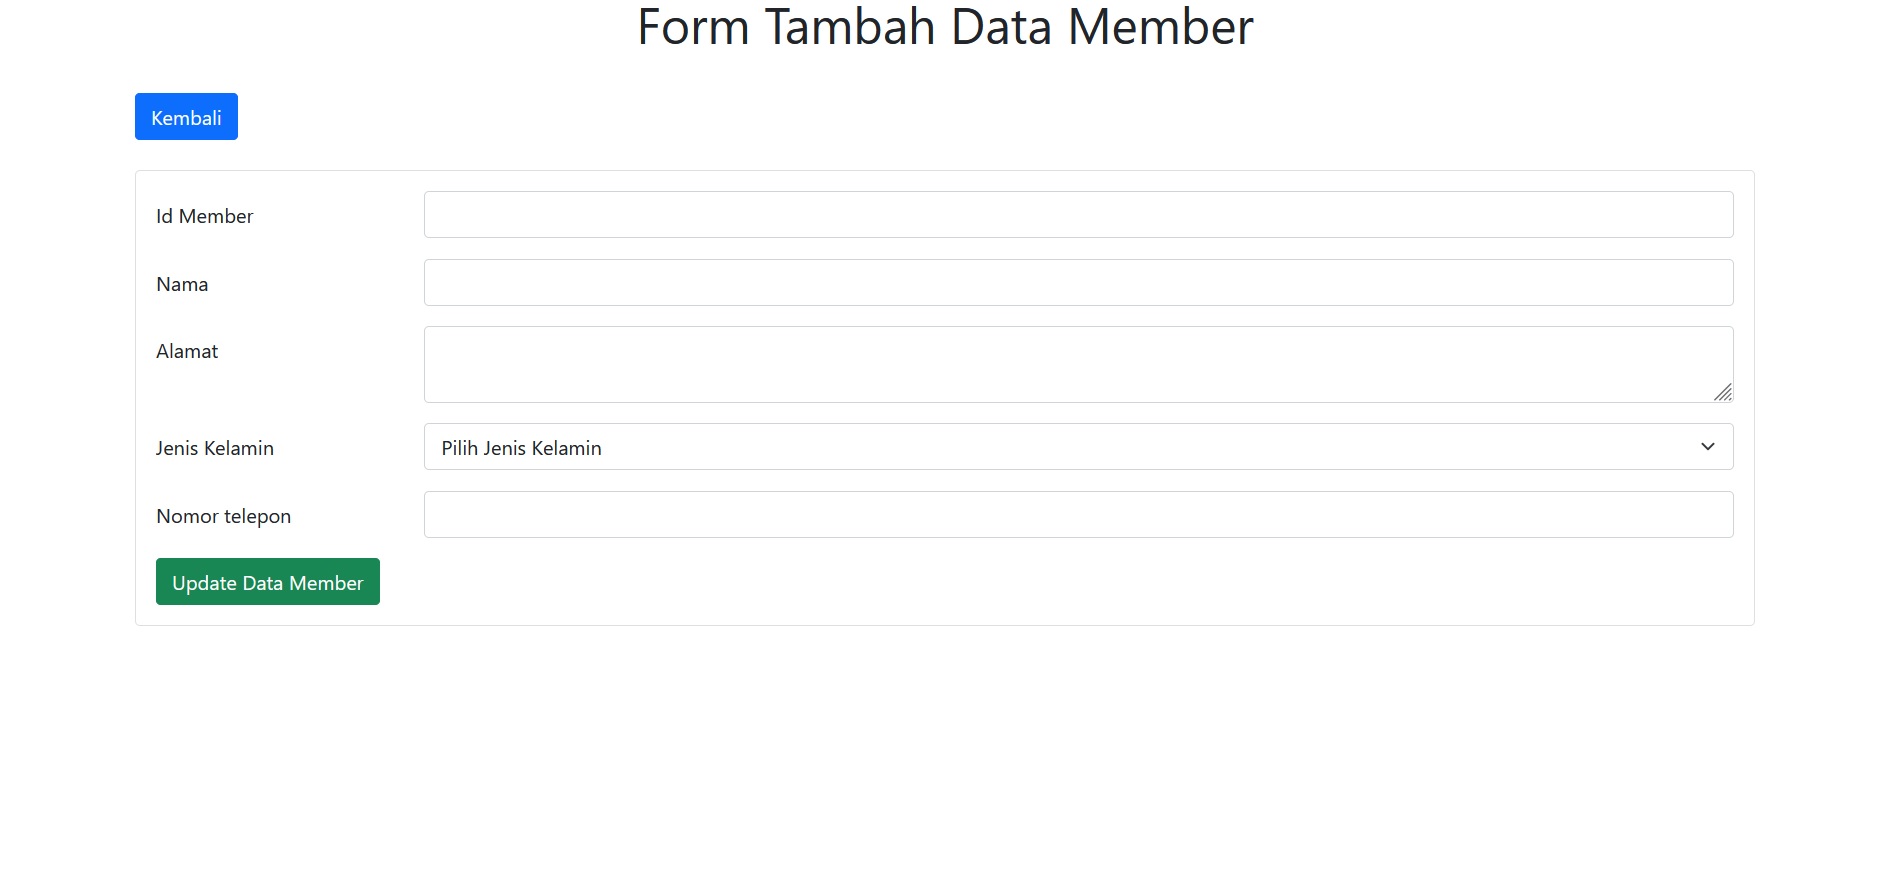 Form Tambah Data Member
Kembali
Id Member
Nama
Alamat
Jenis Kelamin
Pilih Jenis Kelamin
Nomor telepon
Update Data Member